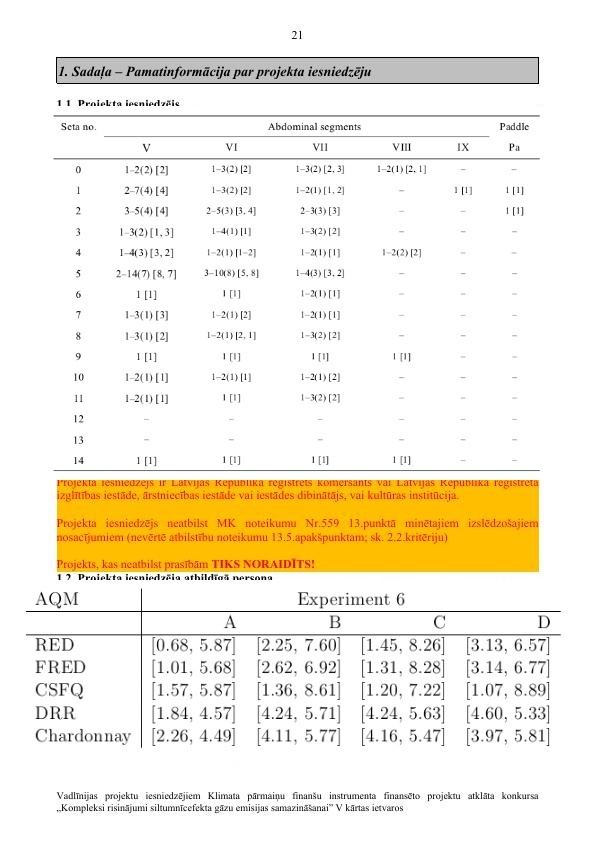 21
1. Sadaļa – Pamatinformācija par projekta iesniedzēju
1.1. Projekta iesniedzējs
Seta no. Abdominal segments Paddle
V VI VII VIII IX Pa
0 1–2(2) [2] 1–3(2) [2] 1–3(2) [2, 3] 1–2(1) [2, 1] – –
1 2–7(4) [4] 1–3(2) [2] 1–2(1) [1, 2] – 1 [1] 1 [1]
2 3–5(4) [4] 2–5(3) [3, 4] 2–3(3) [3] – – 1 [1]
3 1–3(2) [1, 3] 1–4(1) [1] 1–3(2) [2] – – –
4 1–4(3) [3, 2] 1–2(1) [1–2] 1–2(1) [1] 1–2(2) [2] – –
5 2–14(7) [8, 7] 3–10(8) [5, 8] 1–4(3) [3, 2] – – –
6 1 [1] 1 [1] 1–2(1) [1] – – –
7 1–3(1) [3] 1–2(1) [2] 1–2(1) [1] – – –
8 1–3(1) [2] 1–2(1) [2, 1] 1–3(2) [2] – – –
9 1 [1] 1 [1] 1 [1] 1 [1] – –
10 1–2(1) [1] 1–2(1) [1] 1–2(1) [2] – – –
11 1–2(1) [1] 1 [1] 1–3(2) [2] – – –
12 – – – – – –
13 – – – – – –
14 1 [1] 1 [1] 1 [1] 1 [1] – –
Projekta iesniedzējs ir Latvijas Republikā reģistrēts komersants vai Latvijas Republikā reģistrēta
izglītības iestāde, ārstniecības iestāde vai iestādes dibinātājs, vai kultūras institūcija.
Projekta iesniedzējs neatbilst MK noteikumu Nr.559 13.punktā minētajiem izslēdzošajiem
nosacījumiem (nevērtē atbilstību noteikumu 13.5.apakšpunktam; sk. 2.2.kritēriju)
Projekts, kas neatbilst prasībām TIKS NORAIDĪTS!
1.2. Projekta iesniedzēja atbildīgā persona
AQM Experiment 6
A B C D
RED [0.68, 5.87] [2.25, 7.60] [1.45, 8.26] [3.13, 6.57]
FRED [1.01, 5.68] [2.62, 6.92] [1.31, 8.28] [3.14, 6.77]
CSFQ [1.57, 5.87] [1.36, 8.61] [1.20, 7.22] [1.07, 8.89]
DRR [1.84, 4.57] [4.24, 5.71] [4.24, 5.63] [4.60, 5.33]
Chardonnay [2.26, 4.49] [4.11, 5.77] [4.16, 5.47] [3.97, 5.81]
Vadlīnijas projektu iesniedzējiem Klimata pārmaiņu finanšu instrumenta finansēto projektu atklāta konkursa
„Kompleksi risinājumi siltumnīcefekta gāzu emisijas samazināšanai” V kārtas ietvaros